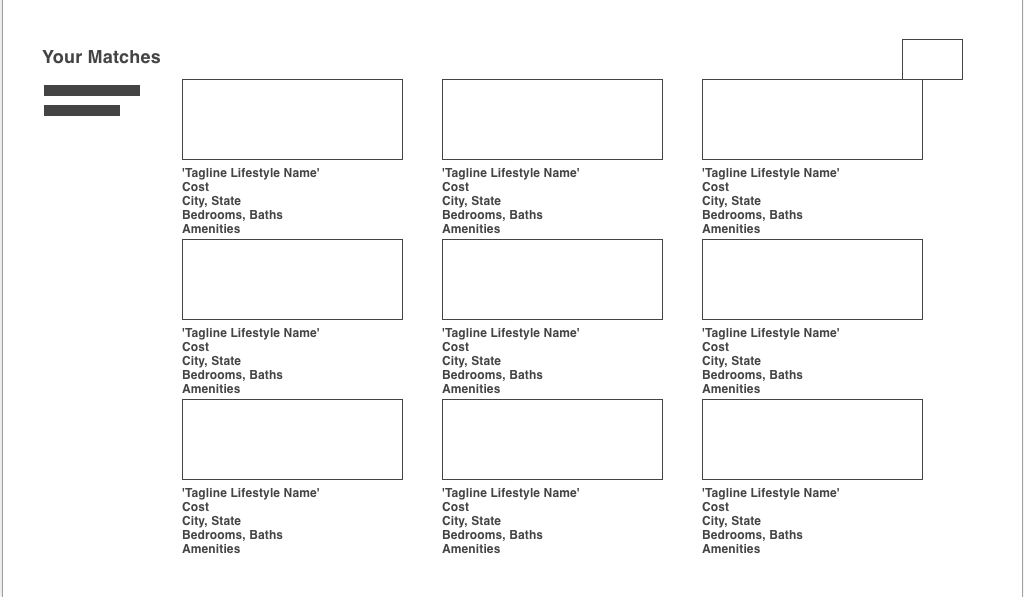 Your Matches
'Tagline Lifestyle Name'
Cost
City, State
Bedrooms, Baths
Amenities
'Tagline Lifestyle Name'
Cost
City, State
Bedrooms, Baths
Amenities
'Tagline Lifestyle Name'
Cost
City, State
Bedrooms, Baths
Amenities
'Tagline Lifestyle Name'
Cost
City, State
Bedrooms, Baths
Amenities
'Tagline Lifestyle Name'
Cost
City, State
Bedrooms, Baths
Amenities
'Tagline Lifestyle Name'
Cost
City, State
Bedrooms, Baths
Amenities
'Tagline Lifestyle Name'
Cost
City, State
Bedrooms, Baths
Amenities
'Tagline Lifestyle Name'
Cost
City, State
Bedrooms, Baths
Amenities
'Tagline Lifestyle Name'
Cost
City, State
Bedrooms, Baths
Amenities